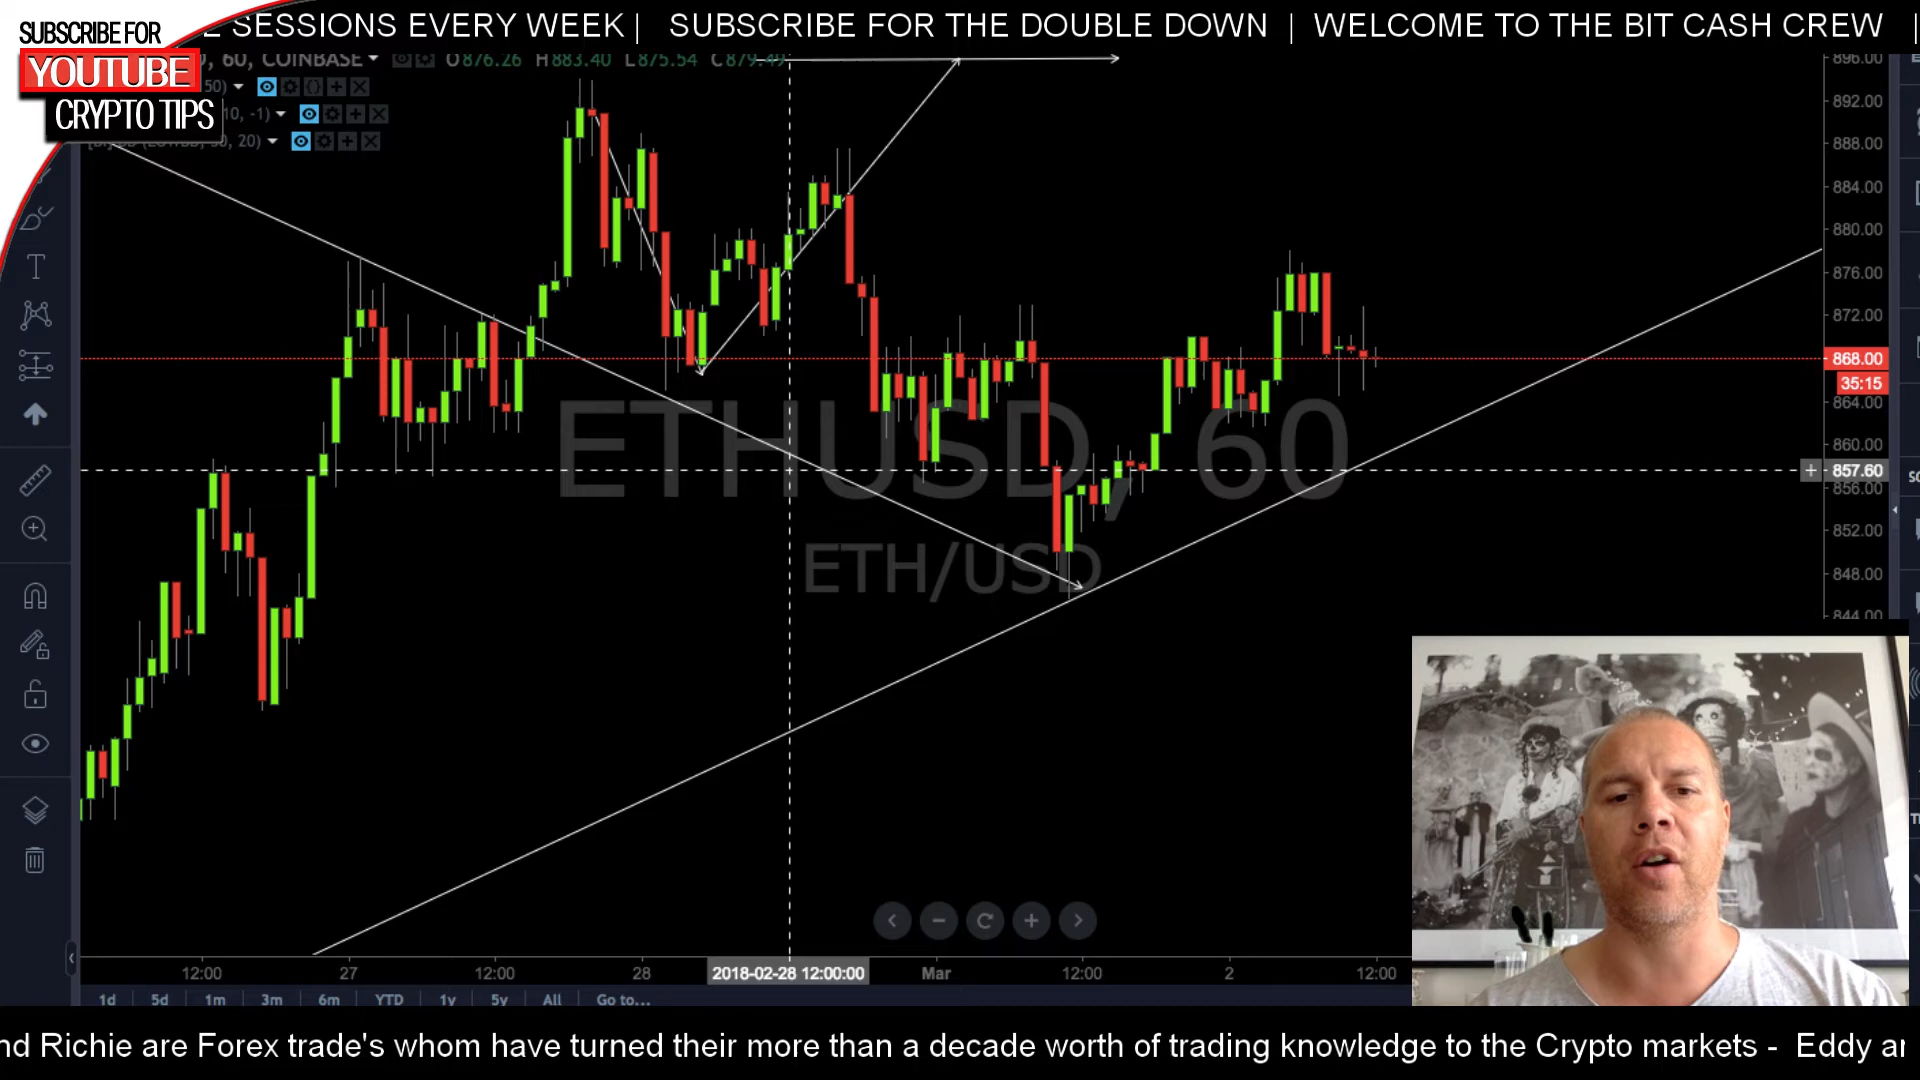 E SESSIONS EVERY WEEK |   SUBSCRIBE FOR THE DOUBLE DOWN  |  WELCOME TO THE BIT CASH CREW  |
SUBSCRIBE FOR
YOUTUBE
CRYPTO TIPS
, 60, COINBASE O876.26 H883.40 L875.54 C879.49
50)
10, -1)
, 20)
896.00
892.00
888.00
884.00
880.00
876.00
872.00
868.00
35:15
864.00
860.00
857.60
856.00
852.00
848.00
844.00
ETHUSD, 60
ETH/USD
12:00 27 12:00 28 2018-02-28 12:00:00 Mar 12:00 2 12:00
1d 5d 1m 3m 6m YTD 1y 5y All Go to...
nd Richie are Forex trade's whom have turned their more than a decade worth of trading knowledge to the Crypto markets -  Eddy ar